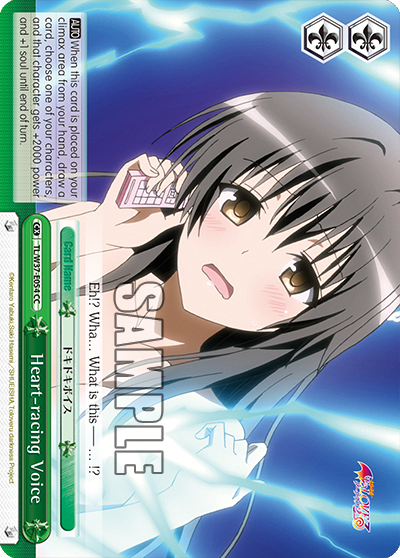 【AUTO】 When this card is placed on your
climax area from your hand, draw a
card, choose one of your characters,
and that character gets +2000 power
and +1 soul until end of turn.
Eh!? Wha... What is this — ... !?
SAMPLE
Card Name
ドキドキボイス
CC TL/W37-E054 CC
Heart-racing Voice